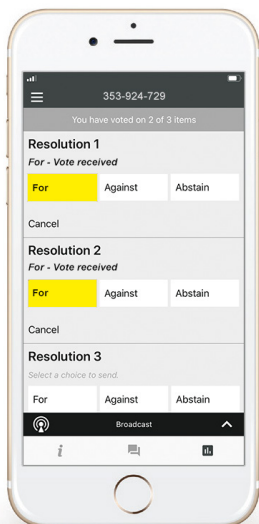 353-924-729
You have voted on 2 of 3 items
Resolution 1
For - Vote received
For Against Abstain
Cancel
Resolution 2
For - Vote received
For Against Abstain
Cancel
Resolution 3
Select a choice to send.
For Against Abstain
Broadcast
i